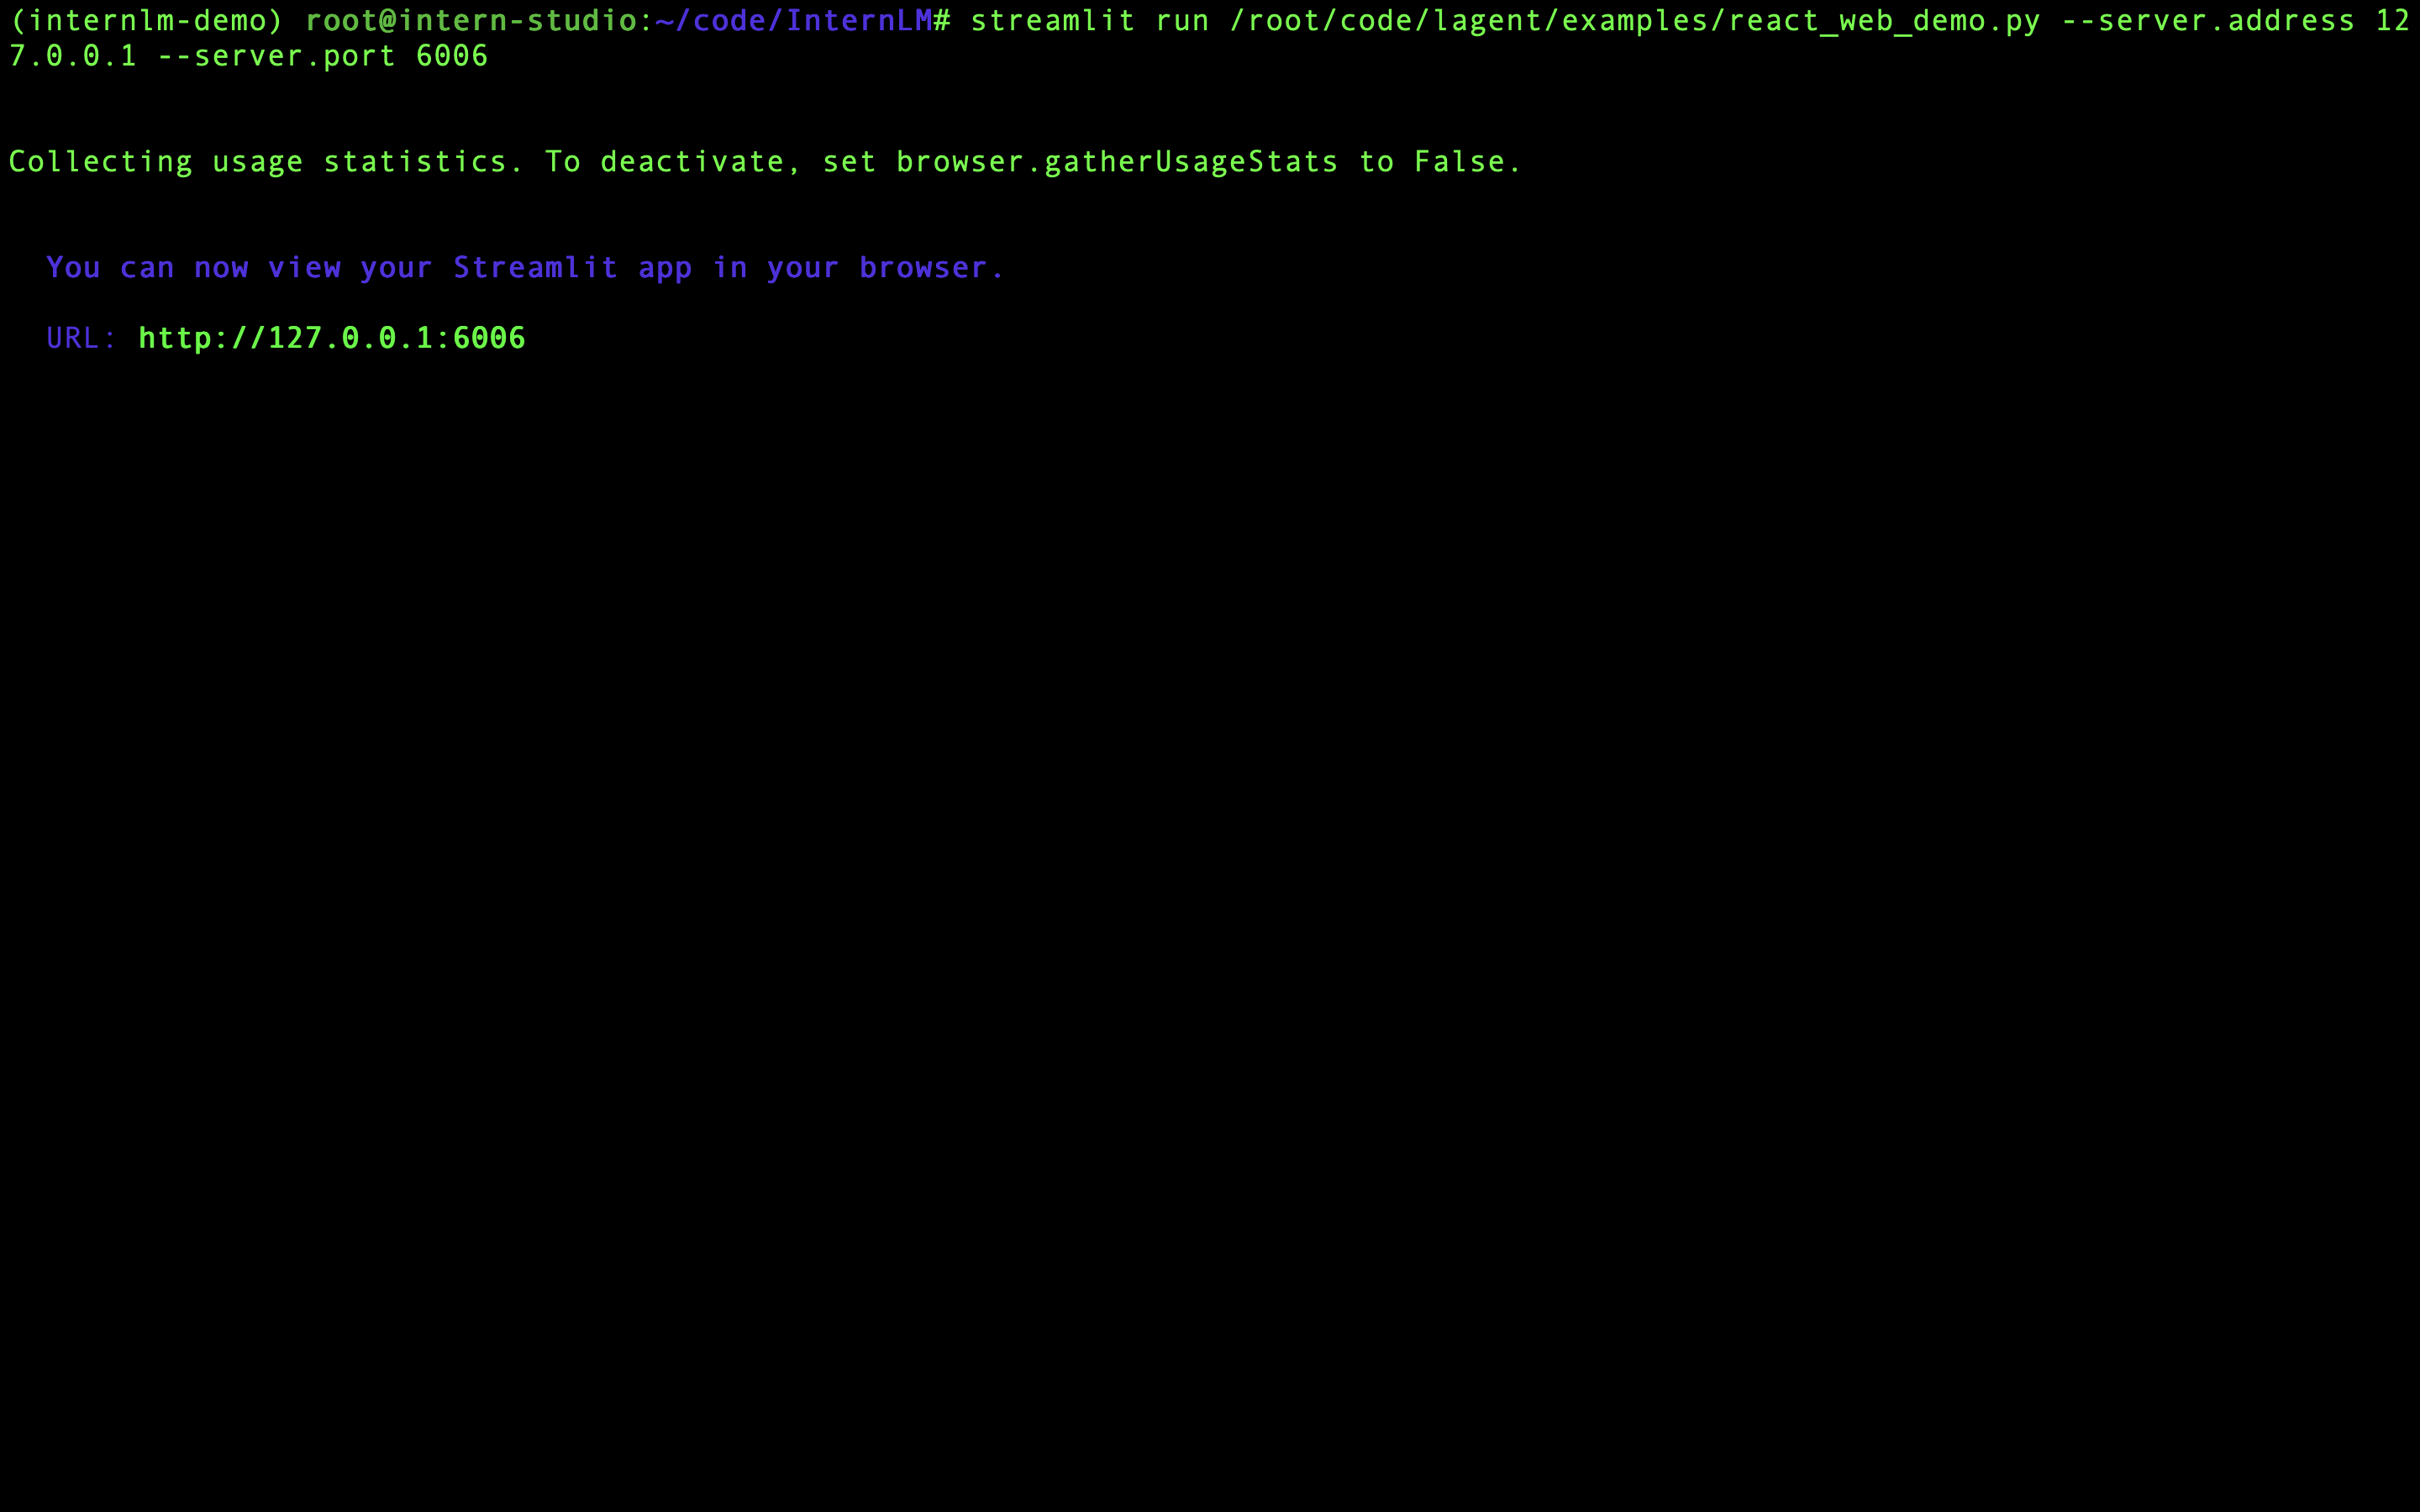 (internlm-demo) root@intern-studio:~/code/InternLM# streamlit run /root/code/lagent/examples/react_web_demo.py --server.address 12
7.0.0.1 --server.port 6006
Collecting usage statistics. To deactivate, set browser.gatherUsageStats to False.
You can now view your Streamlit app in your browser.
URL: http://127.0.0.1:6006